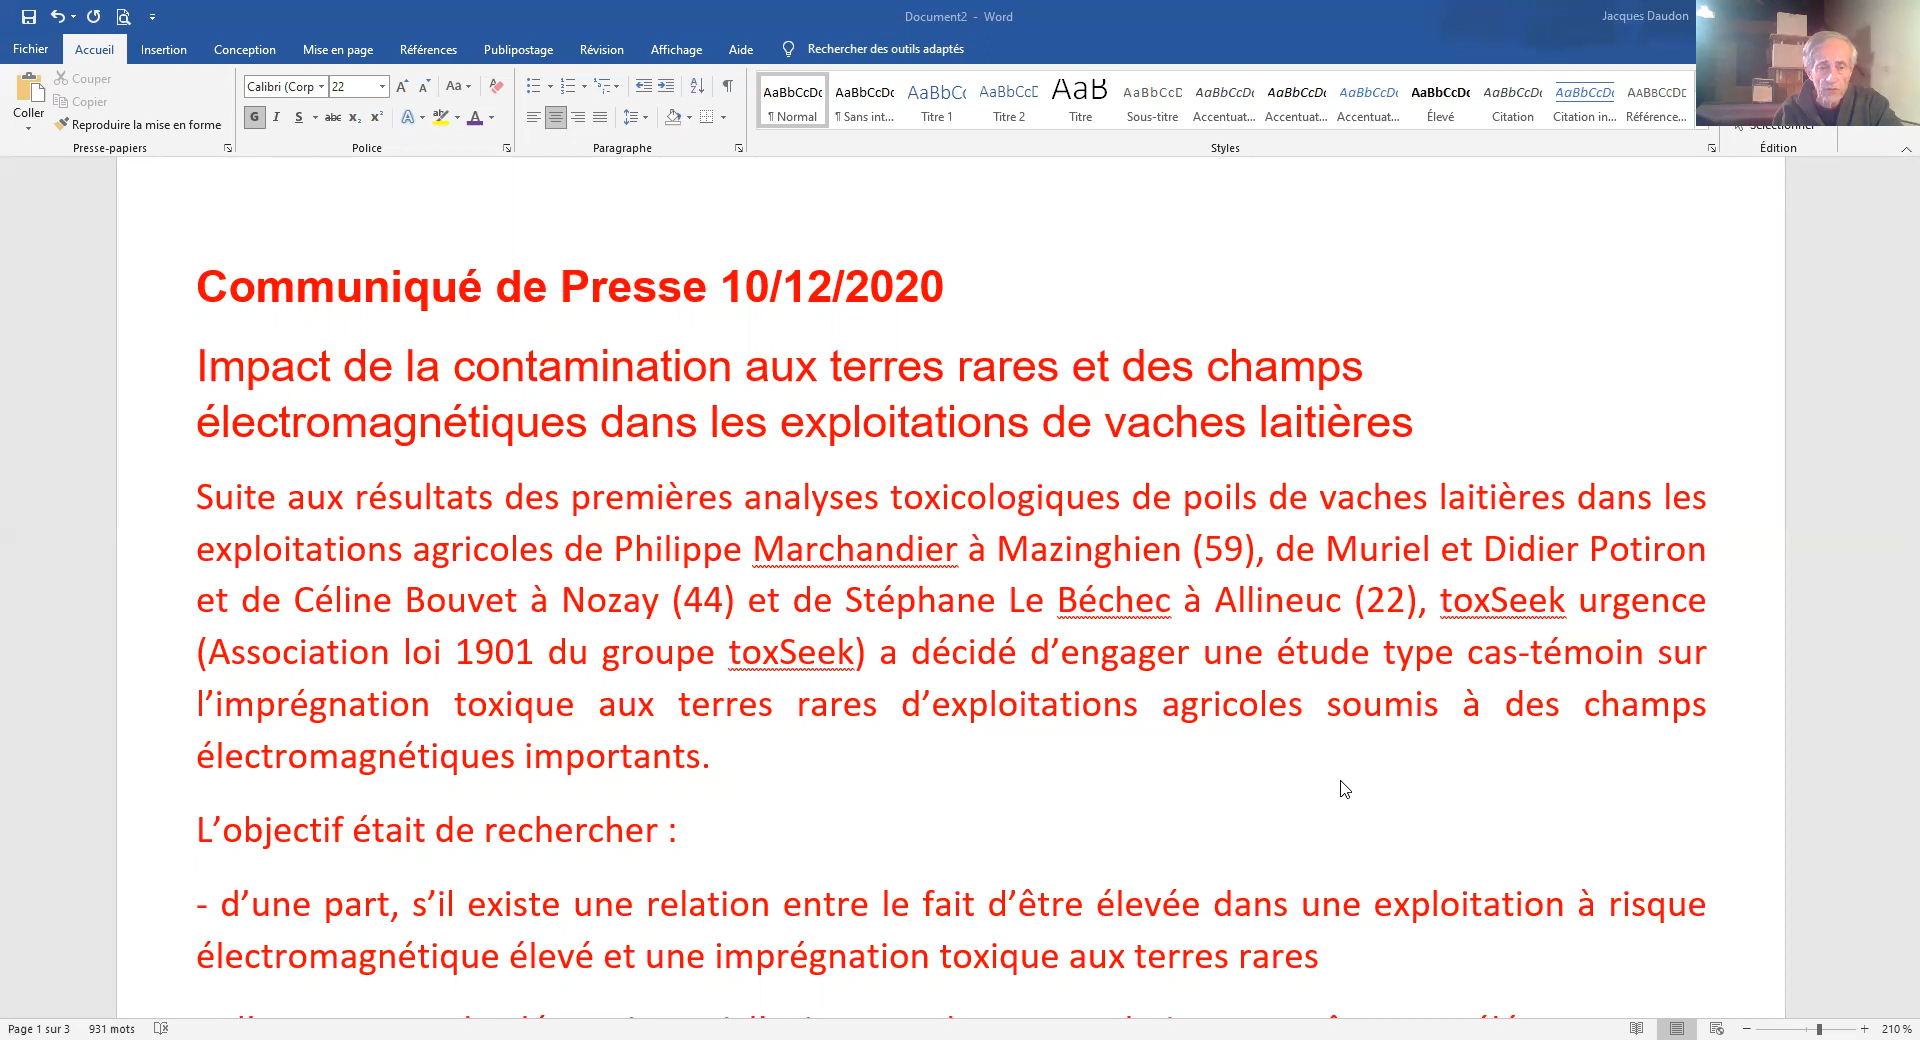 Document2 - Word
Jacques Daudon
Fichier Accueil Insertion Conception Mise en page Références Publipostage Révision Affichage Aide Rechercher des outils adaptés
Coller
Couper
Copier
Reproduire la mise en forme
Presse-papiers
Calibri (Corp 22
Aa
G I S abc x₂ x²
A A
Police
Paragraphe
AaBbCcDc AaBbCcDc AaBbC( AaBbCcE AaB AaBbCcD AaBbCcDc AaBbCcDc AaBbCcDc AaBbCcDc AaBbCcDc AaBbCcDc AABBCCDE
¶ Normal ¶ Sans int... Titre 1 Titre 2 Titre Sous-titre Accentuat... Accentuat... Accentuat... Élevé Citation Citation in... Référence...
Styles
Sélectionner
Édition
Communiqué de Presse 10/12/2020
Impact de la contamination aux terres rares et des champs
électromagnétiques dans les exploitations de vaches laitières
Suite aux résultats des premières analyses toxicologiques de poils de vaches laitières dans les
exploitations agricoles de Philippe Marchandier à Mazinghien (59), de Muriel et Didier Potiron
et de Céline Bouvet à Nozay (44) et de Stéphane Le Béchec à Allineuc (22), toxSeek urgence
(Association loi 1901 du groupe toxSeek) a décidé d’engager une étude type cas-témoin sur
l’imprégnation toxique aux terres rares d’exploitations agricoles soumis à des champs
électromagnétiques importants.
L’objectif était de rechercher :
- d’une part, s’il existe une relation entre le fait d’être élevée dans une exploitation à risque
électromagnétique élevé et une imprégnation toxique aux terres rares
Page 1 sur 3 931 mots
210 %